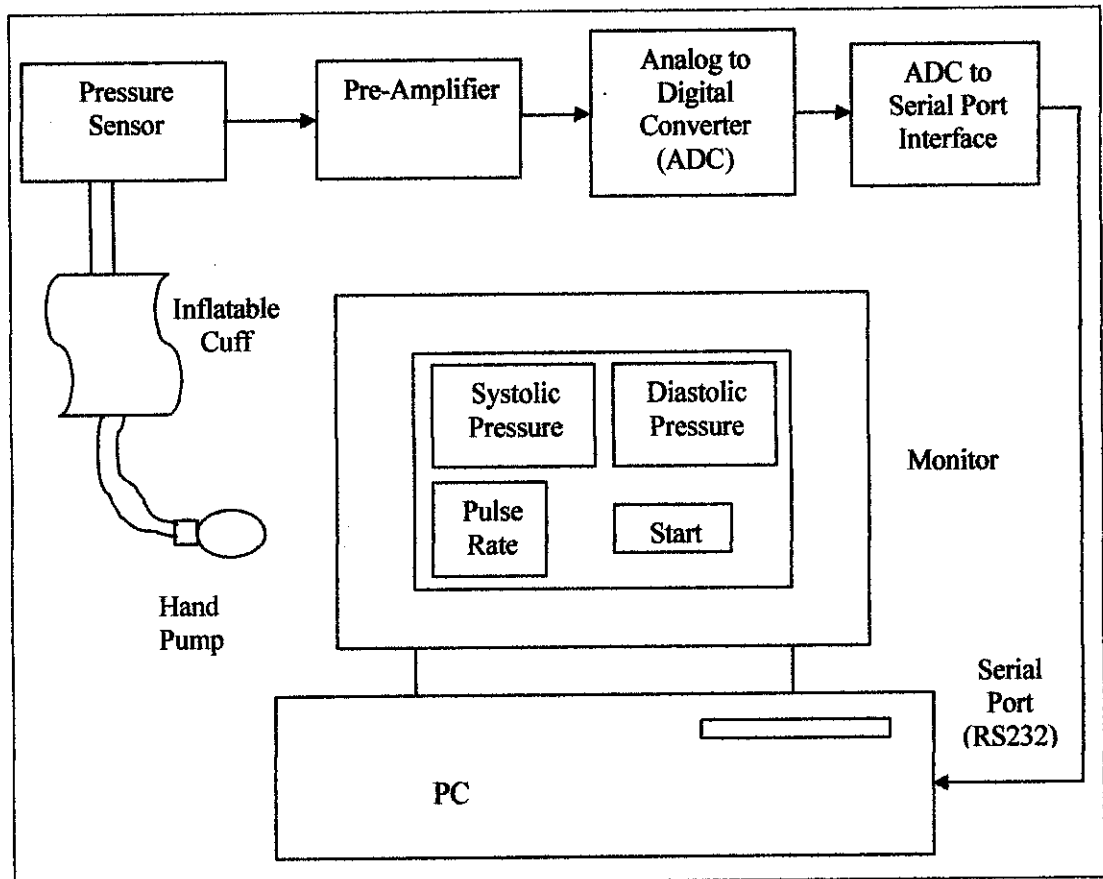 Pressure
Sensor
Pre-Amplifier
Analog to
Digital
Converter
(ADC)
ADC to
Serial Port
Interface
Inflatable
Cuff
Hand
Pump
Systolic
Pressure
Diastolic
Pressure
Pulse
Rate
Start
Monitor
Serial
Port
(RS232)
PC